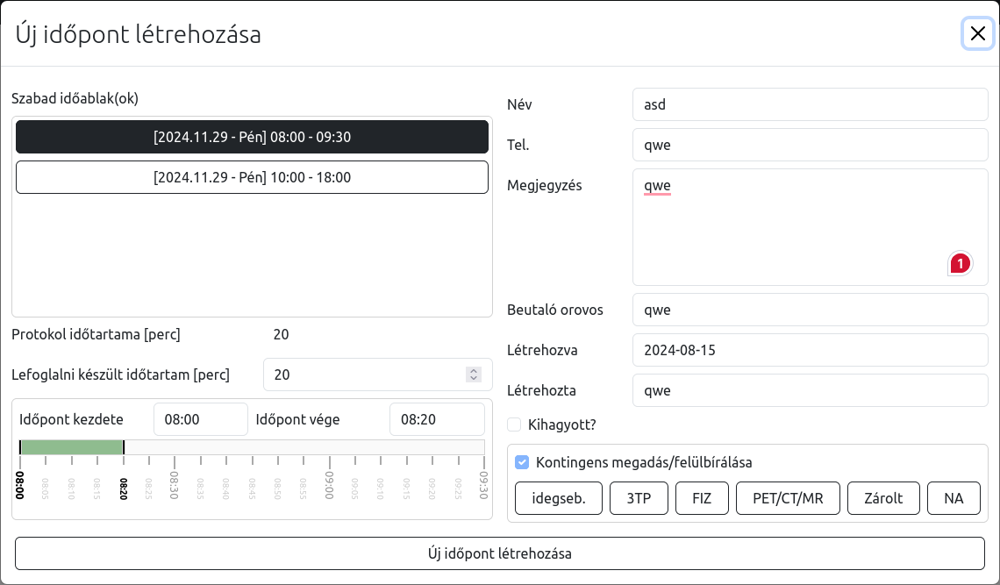 Új időpont létrehozása
Szabad időablak(ok)
[2024.11.29 - Pén] 08:00 - 09:30
[2024.11.29 - Pén] 10:00 - 18:00
Protokol időtartama [perc] 20
Lefoglalni készült időtartam [perc] 20
Időpont kezdete 08:00 Időpont vége 08:20
08:00 08:05 08:10 08:15 08:20 08:25 08:30 08:35 08:40 08:45 08:50 08:55 09:00 09:05 09:10 09:15 09:20 09:25 09:30
Név asd
Tel. qwe
Megjegyzés qwe
1
Beutaló orovos qwe
Létrehozva 2024-08-15
Létrehozta qwe
Kihagyott?
Kontingens megadás/felülbírálása
idegseb. 3TP FIZ PET/CT/MR Zárolt NA
Új időpont létrehozása